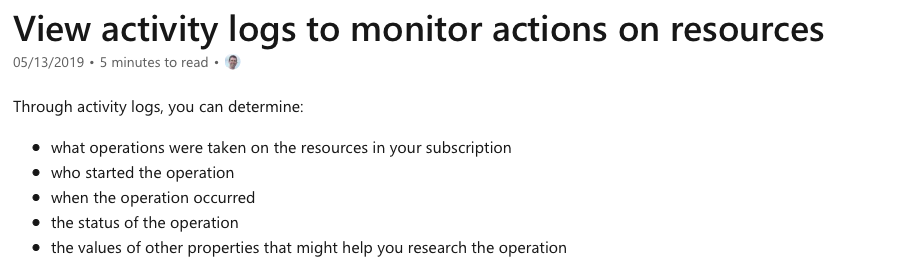 View activity logs to monitor actions on resources
05/13/2019 • 5 minutes to read •
Through activity logs, you can determine:
• what operations were taken on the resources in your subscription
• who started the operation
• when the operation occurred
• the status of the operation
• the values of other properties that might help you research the operation